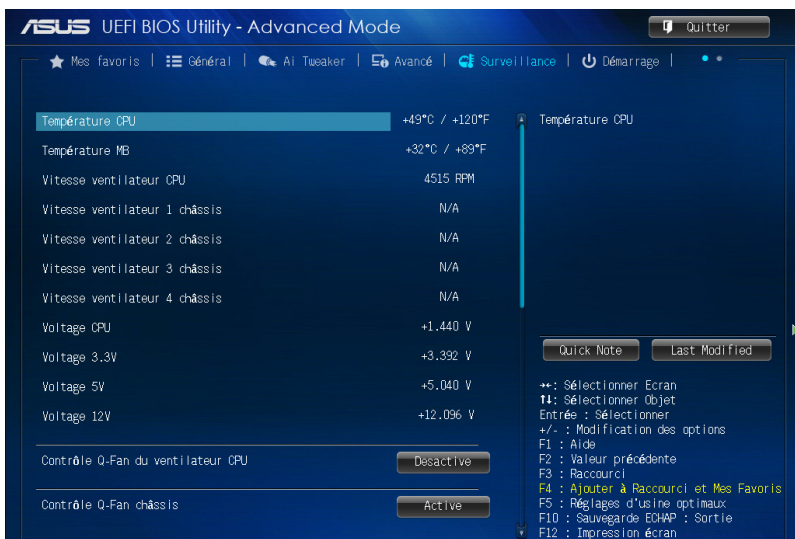 ASUS UEFI BIOS Utility - Advanced Mode
Quitter
Mes favoris | Général | Ai Tweaker | Avancé | Surveillance | Démarrage |
Température CPU +49°C / +120°F
Température MB +32°C / +89°F
Vitesse ventilateur CPU 4515 RPM
Vitesse ventilateur 1 châssis N/A
Vitesse ventilateur 2 châssis N/A
Vitesse ventilateur 3 châssis N/A
Vitesse ventilateur 4 châssis N/A
Voltage CPU +1.440 V
Voltage 3.3V +3.392 V
Voltage 5V +5.040 V
Voltage 12V +12.096 V
Contrôle Q-Fan du ventilateur CPU Desactive
Contrôle Q-Fan châssis Active
Température CPU
Quick Note
Last Modified
→←: Sélectionner Ecran
↑↓: Sélectionner Objet
Entrée : Sélectionner
+/- : Modification des options
F1 : Aide
F2 : Valeur précédente
F3 : Raccourci
F4 : Ajouter à Raccourci et Mes Favoris
F5 : Réglages d'usine optimaux
F10 : Sauvegarde ECHAP : Sortie
F12 : Impression écran